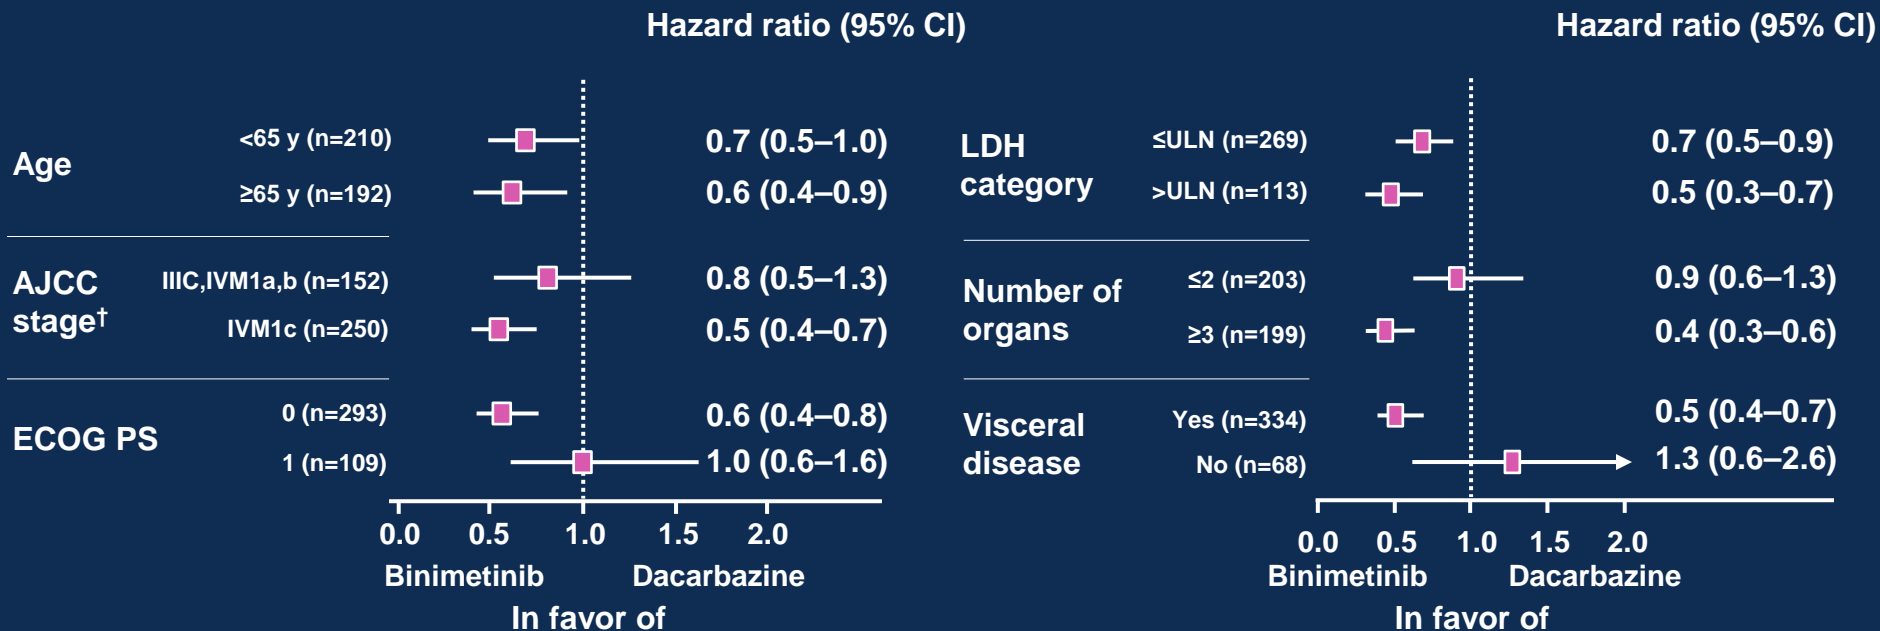 Hazard ratio (95% CI)
Age
<65 y (n=210)
0.7 (0.5–1.0)
≥65 y (n=192)
0.6 (0.4–0.9)
AJCC
stage†
IIIC,IVM1a,b (n=152)
0.8 (0.5–1.3)
IVM1c (n=250)
0.5 (0.4–0.7)
ECOG PS
0 (n=293)
0.6 (0.4–0.8)
1 (n=109)
1.0 (0.6–1.6)
0.0 0.5 1.0 1.5 2.0
Binimetinib Dacarbazine
In favor of
Hazard ratio (95% CI)
LDH
category
≤ULN (n=269)
0.7 (0.5–0.9)
>ULN (n=113)
0.5 (0.3–0.7)
Number of
organs
≤2 (n=203)
0.9 (0.6–1.3)
≥3 (n=199)
0.4 (0.3–0.6)
Visceral
disease
Yes (n=334)
0.5 (0.4–0.7)
No (n=68)
1.3 (0.6–2.6)
0.0 0.5 1.0 1.5 2.0
Binimetinib Dacarbazine
In favor of